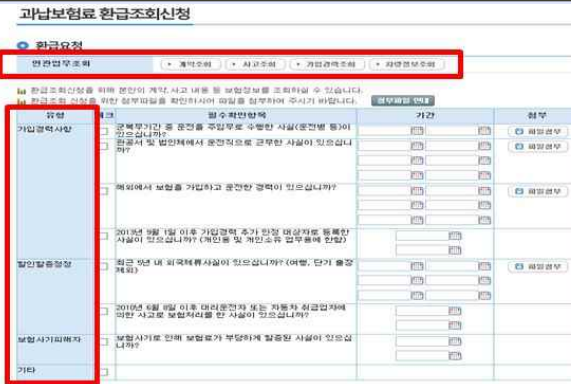 과납보험료 환급조회신청
환급요청
연관업무조회
계약조회
사고조회
가입경력조회
차량정보조회
환급조회신청을 위해 본인이 계약,사고 내용 등 보험정보를 조회하실 수 있습니다.
환급조회 신청을 위한 첨부파일을 확인하시어 파일을 첨부하여 주시기 바랍니다.
첨부파일 안내
유형
체크
필수확인항목
기간
첨부
가입경력사항
군복무기간 중 운전를 주임무로 수행한 사실(운전병 등)이
있으십니까?
파일첨부
관공서 및 법인체에서 운전직으로 근무한 사실이 있으십니
까?
파일첨부
해외에서 보험을 가입하고 운전한 경력이 있으십니까?
파일첨부
2013년 9월 1일 이후 가입경력 추가 인정 대상자로 등록한
사실이 있으십니까? (개인용 및 개인소유 업무용에 한함)
할인할증정정
최근 5년 내 외국체류사실이 있으십니까? (여행, 단기 출장
제외)
파일첨부
2010년 6월 8일 이후 대리운전자 또는 자동차 취급업자에
의한 사고로 보험처리를 한 사실이 있으십니까?
보험사기피해자
보험사기로 인해 보험료가 부당하게 할증된 사실이 있으십
니까?
기타